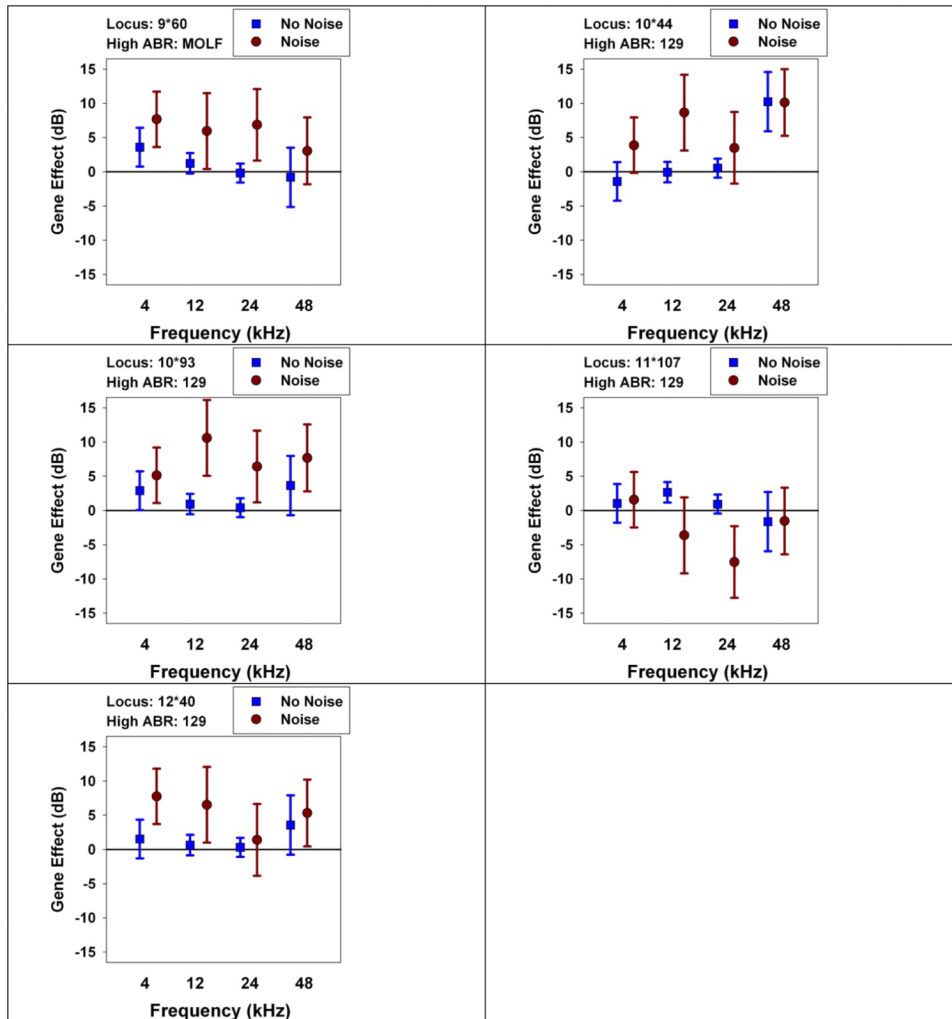 Locus: 9*60
High ABR: MOLF
No Noise
Noise
15
10
5
0
-5
-10
-15
Gene Effect (dB)
4 12 24 48
Frequency (kHz)
Locus: 10*44
High ABR: 129
No Noise
Noise
15
10
5
0
-5
-10
-15
Gene Effect (dB)
4 12 24 48
Frequency (kHz)
Locus: 10*93
High ABR: 129
No Noise
Noise
15
10
5
0
-5
-10
-15
Gene Effect (dB)
4 12 24 48
Frequency (kHz)
Locus: 11*107
High ABR: 129
No Noise
Noise
15
10
5
0
-5
-10
-15
Gene Effect (dB)
4 12 24 48
Frequency (kHz)
Locus: 12*40
High ABR: 129
No Noise
Noise
15
10
5
0
-5
-10
-15
Gene Effect (dB)
4 12 24 48
Frequency (kHz)